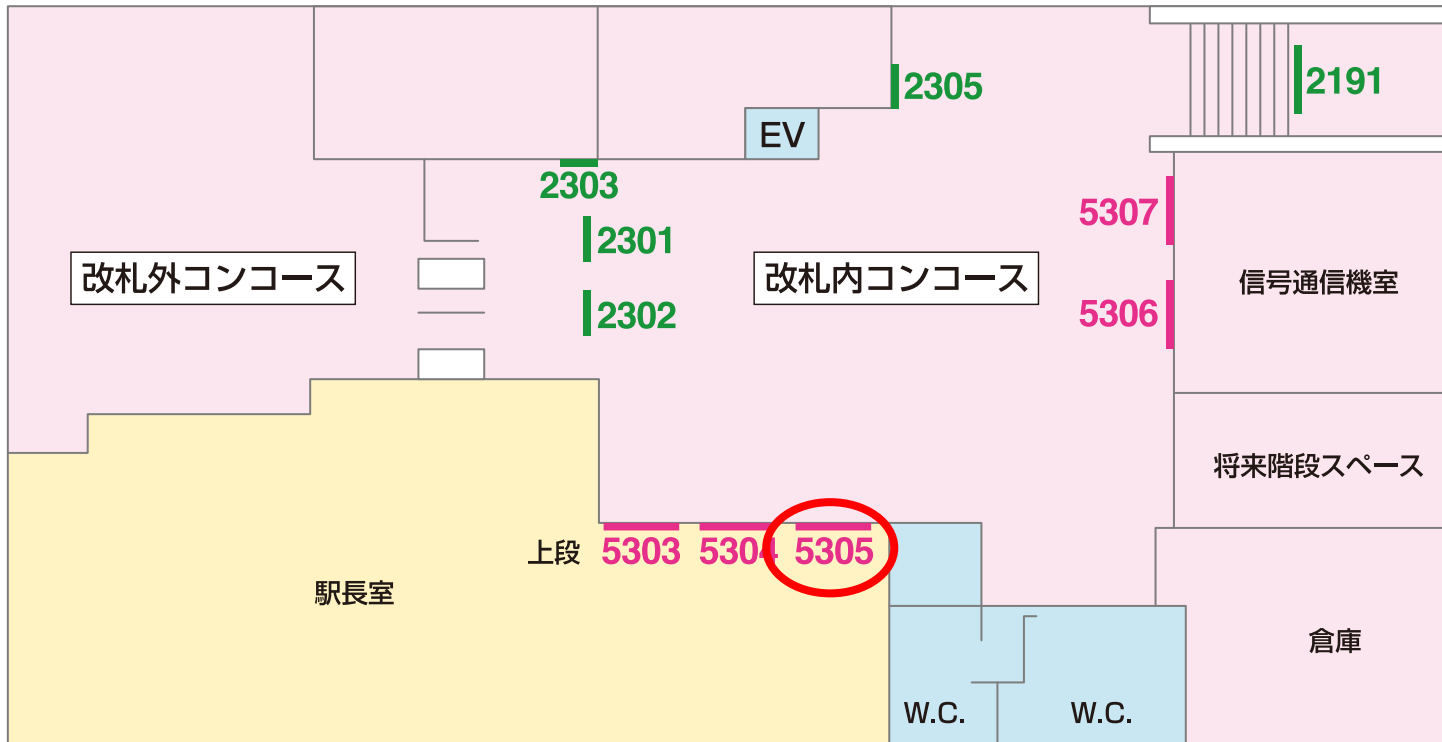 2305
2191
EV
2303
5307
2301
改札外コンコース
改札内コンコース
信号通信機室
2302
5306
将来階段スペース
上段
5303
5304
5305
駅長室
倉庫
W.C.
W.C.